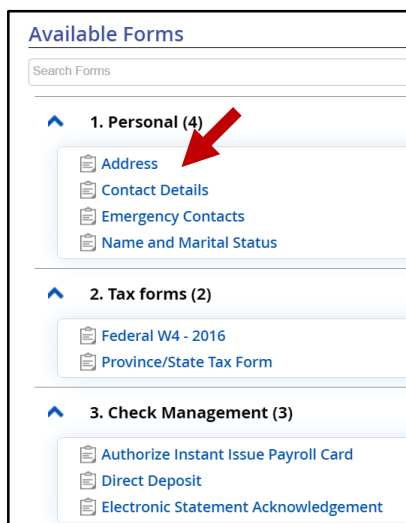 Available Forms
Search Forms
1. Personal (4)
Address
Contact Details
Emergency Contacts
Name and Marital Status
2. Tax forms (2)
Federal W4 - 2016
Province/State Tax Form
3. Check Management (3)
Authorize Instant Issue Payroll Card
Direct Deposit
Electronic Statement Acknowledgement